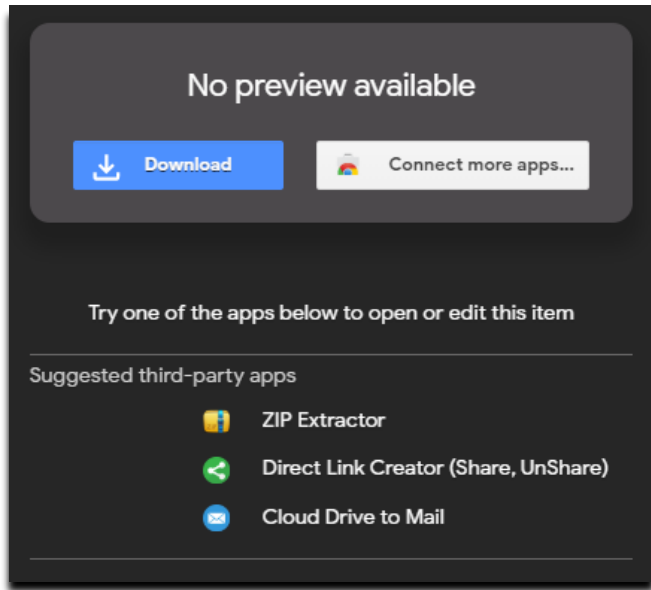 No preview available
Download
Connect more apps...
Try one of the apps below to open or edit this item
Suggested third-party apps
ZIP Extractor
Direct Link Creator (Share, UnShare)
Cloud Drive to Mail